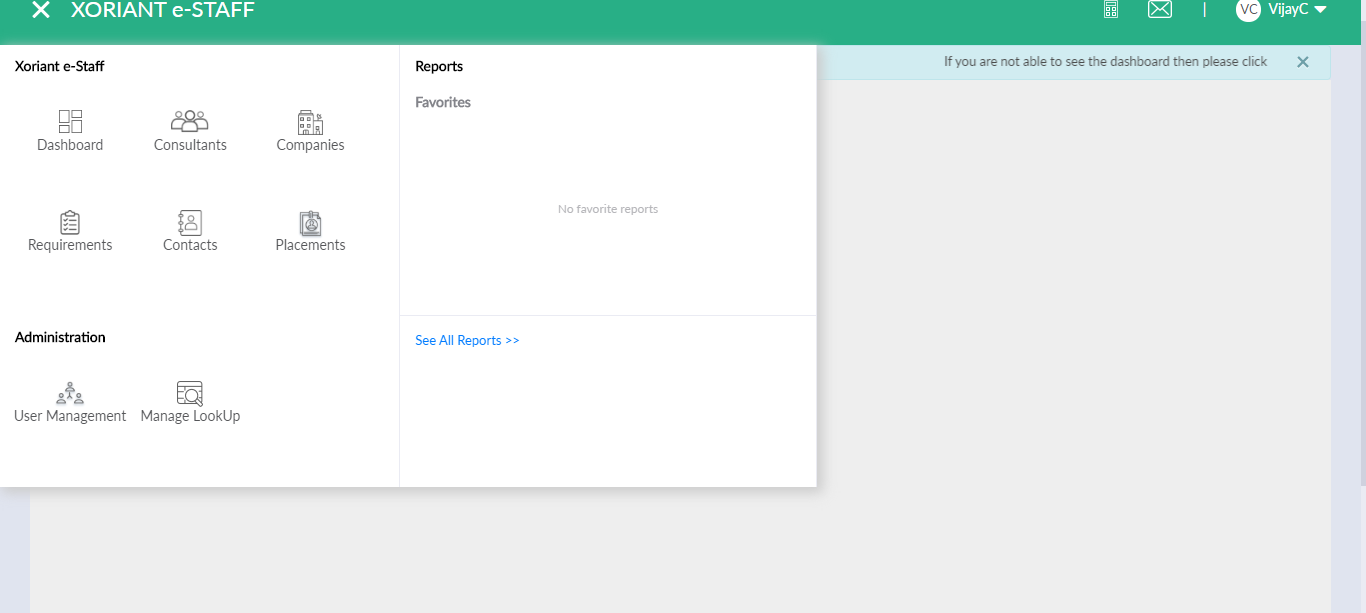 XORIANT e-STAFF
VC VijayC
If you are not able to see the dashboard then please click
Xoriant e-Staff
Dashboard Consultants Companies
Requirements Contacts Placements
Administration
User Management Manage LookUp
Reports
Favorites
No favorite reports
See All Reports >>